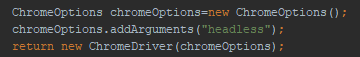 ChromeOptions chromeOptions=new ChromeOptions();
chromeOptions.addArguments("headless");
return new ChromeDriver(chromeOptions);